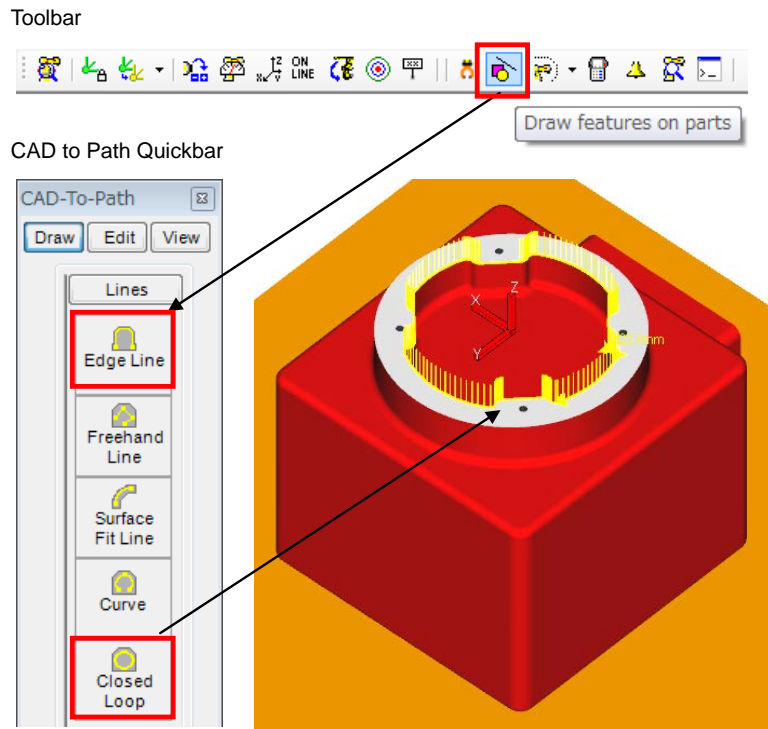 Toolbar
ON
LINE
XX
Draw features on parts
CAD to Path Quickbar
CAD-To-Path
Draw Edit View
Lines
Edge Line
Freehand
Line
Surface
Fit Line
Curve
Closed
Loop
Z
X
Y